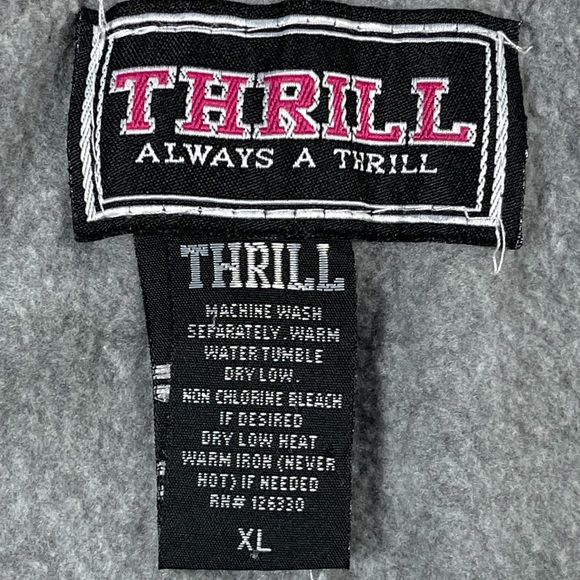 THRILL
ALWAYS A THRILL
THRILL
MACHINE WASH
SEPARATELY. WARM
WATER TUMBLE
DRY LOW.
NON CHLORINE BLEACH
IF DESIRED
DRY LOW HEAT
WARM IRON (NEVER
HOT) IF NEEDED
RN# 126330
XL